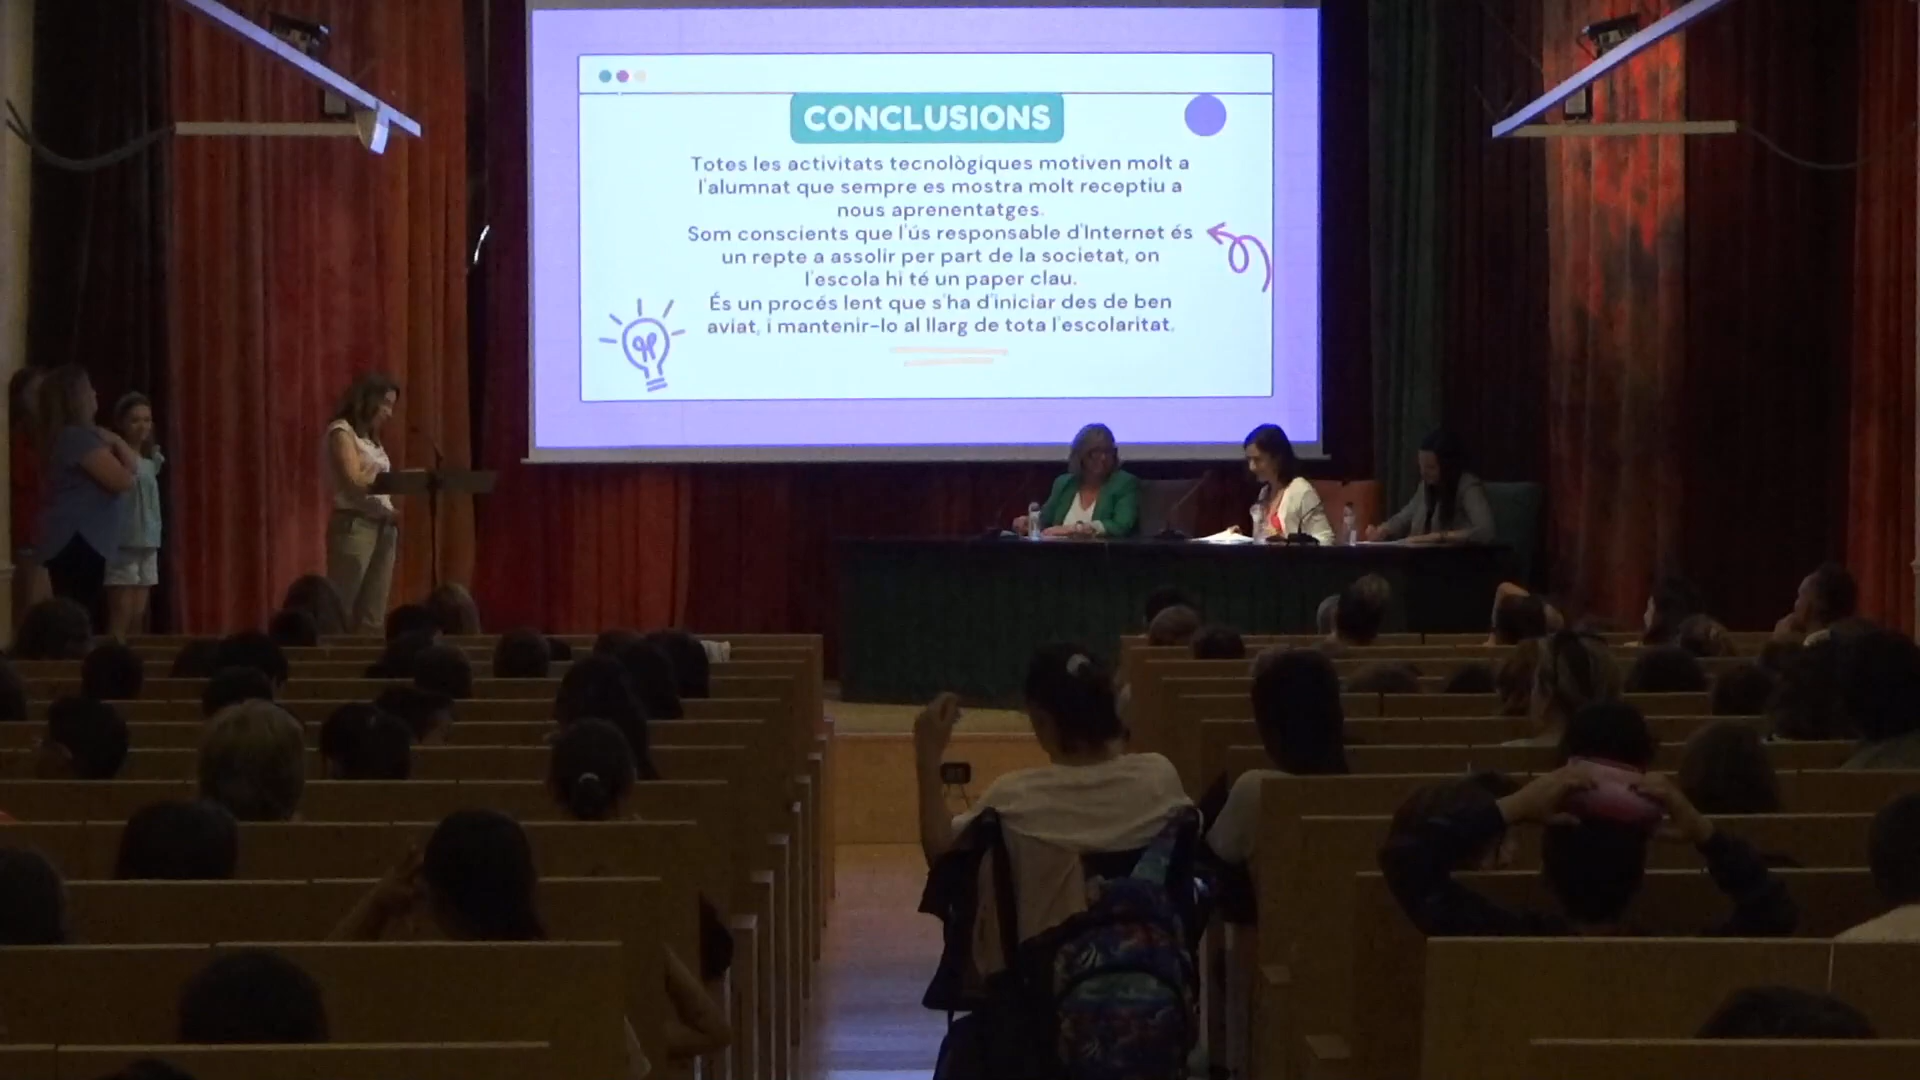 CONCLUSIONS
Totes les activitats tecnològiques motiven molt a
l'alumnat que sempre es mostra molt receptiu a
nous aprenentatges.
Som conscients que l'ús responsable d'Internet és
un repte a assolir per part de la societat, on
l'escola hi té un paper clau.
És un procés lent que s'ha d'iniciar des de ben
aviat, i mantenir-lo al llarg de tota l'escolaritat.